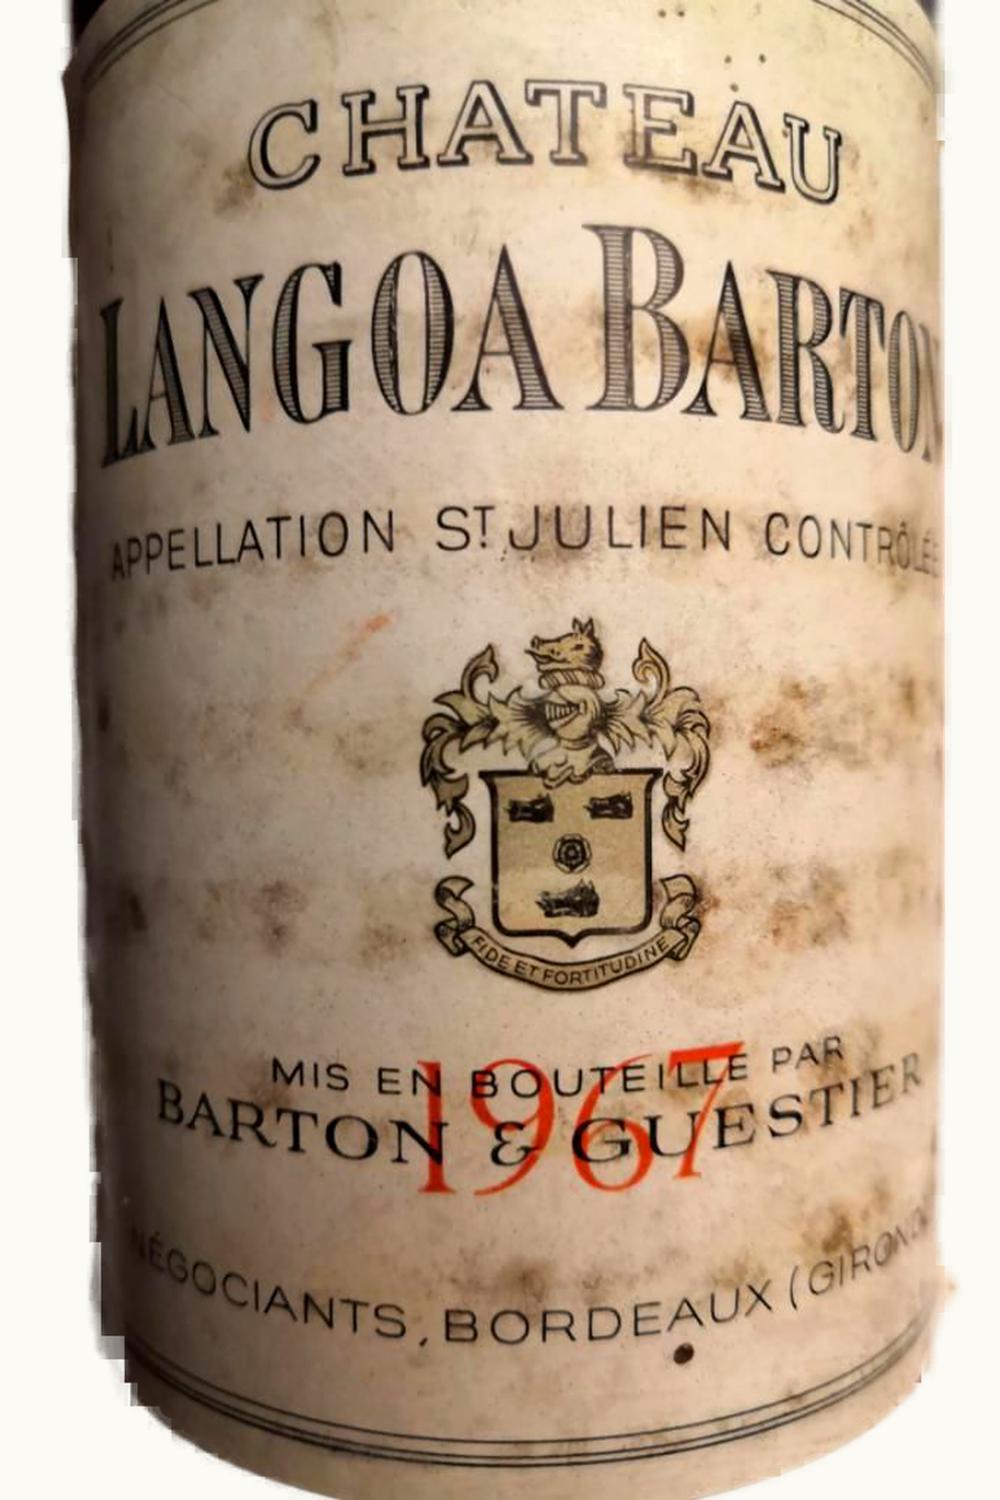 CHATEAU
LANGOA BARTON
APPELLATION ST JULIEN CONTRÔLÉE
FIDE ET FORTITUDINE
1967
MIS EN BOUTEILLE PAR
BARTON & GUESTIER
NÉGOCIANTS, BORDEAUX (GIRONDE